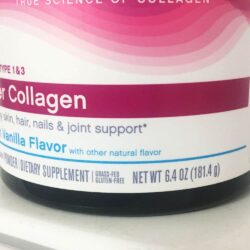 TRUE SCIENCE OF COLLAGEN
TYPE 1&3
Collagen
skin, hair, nails & joint support*
Vanilla Flavor with other natural flavor
POWDER DIETARY SUPPLEMENT | GRASS-FED
GLUTEN-FREE
NET WT 6.4 OZ (181.4 g)